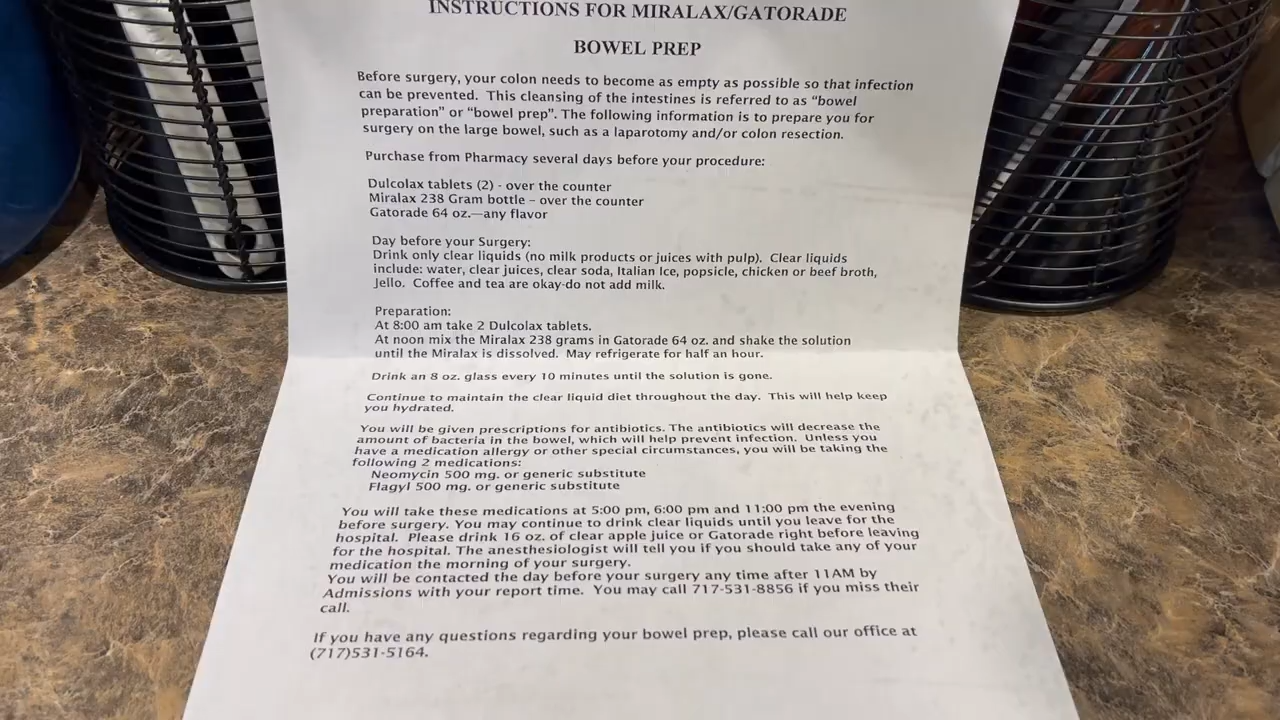 INSTRUCTIONS FOR MIRALAX/GATORADE
BOWEL PREP
Before surgery, your colon needs to become as empty as possible so that infection
can be prevented. This cleansing of the intestines is referred to as “bowel
preparation” or “bowel prep”. The following information is to prepare you for
surgery on the large bowel, such as a laparotomy and/or colon resection.
Purchase from Pharmacy several days before your procedure:
Dulcolax tablets (2) - over the counter
Miralax 238 Gram bottle – over the counter
Gatorade 64 oz.—any flavor
Day before your Surgery:
Drink only clear liquids (no milk products or juices with pulp). Clear liquids
include: water, clear juices, clear soda, Italian Ice, popsicle, chicken or beef broth,
Jello. Coffee and tea are okay-do not add milk.
Preparation:
At 8:00 am take 2 Dulcolax tablets.
At noon mix the Miralax 238 grams in Gatorade 64 oz. and shake the solution
until the Miralax is dissolved. May refrigerate for half an hour.
Drink an 8 oz. glass every 10 minutes until the solution is gone.
Continue to maintain the clear liquid diet throughout the day. This will help keep
you hydrated.
You will be given prescriptions for antibiotics. The antibiotics will decrease the
amount of bacteria in the bowel, which will help prevent infection. Unless you
have a medication allergy or other special circumstances, you will be taking the
following 2 medications:
Neomycin 500 mg. or generic substitute
Flagyl 500 mg. or generic substitute
You will take these medications at 5:00 pm, 6:00 pm and 11:00 pm the evening
before surgery. You may continue to drink clear liquids until you leave for the
hospital. Please drink 16 oz. of clear apple juice or Gatorade right before leaving
for the hospital. The anesthesiologist will tell you if you should take any of your
medication the morning of your surgery.
You will be contacted the day before your surgery any time after 11AM by
Admissions with your report time. You may call 717-531-8856 if you miss their
call.
If you have any questions regarding your bowel prep, please call our office at
(717)531-5164.